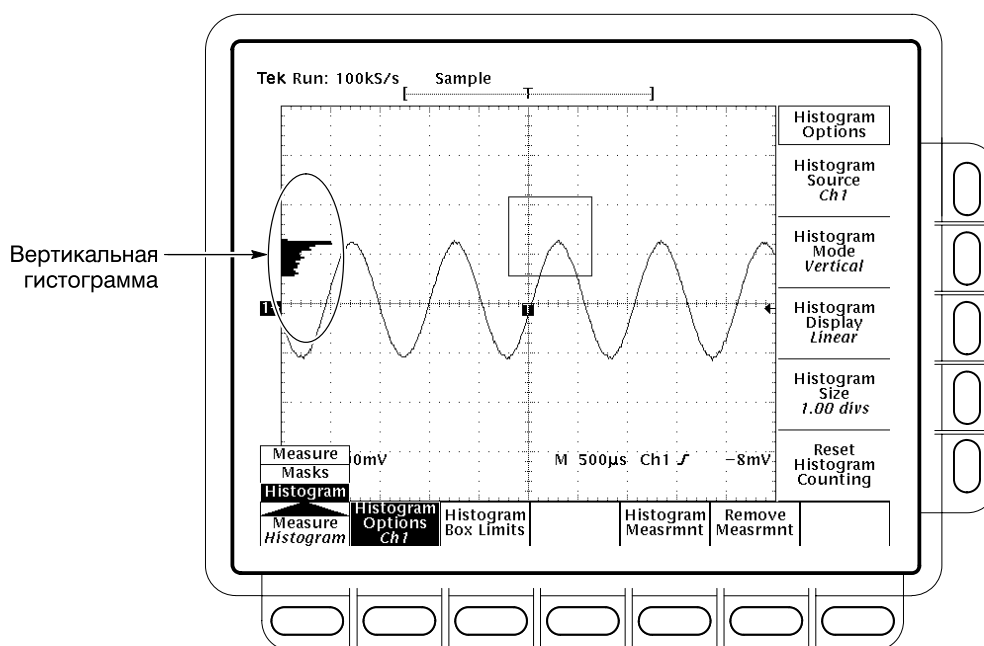 Tek Run: 100kS/s Sample
[ T ]
Histogram
Options
Histogram
Source
Ch1
Histogram
Mode
Vertical
Histogram
Display
Linear
Histogram
Size
1.00 divs
Reset
Histogram
Counting
Вертикальная
гистограмма
1
T
Measure
Masks
Histogram
0mV M 500µs Ch1 -8mV
Measure
Histogram
Histogram
Options
Ch1
Histogram
Box Limits
Histogram
Measrmnt
Remove
Measrmnt